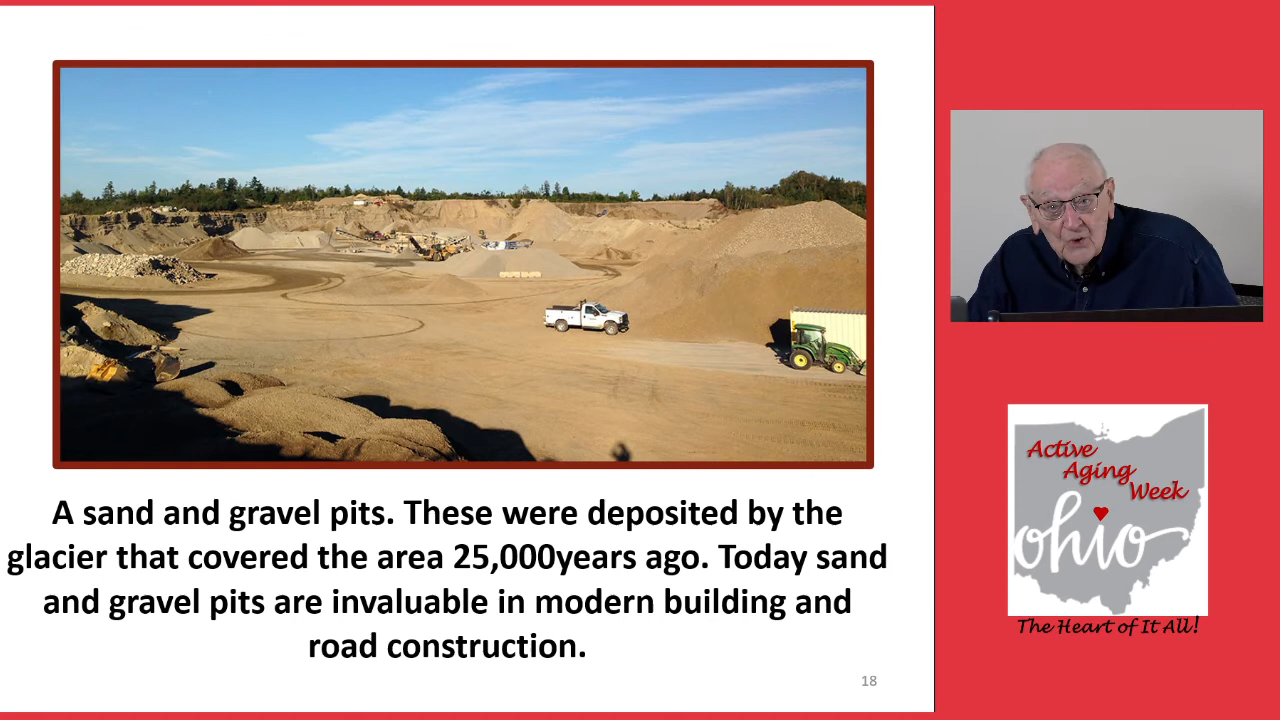 A sand and gravel pits. These were deposited by the
glacier that covered the area 25,000years ago. Today sand
and gravel pits are invaluable in modern building and
road construction.
18
Active
Aging
Week
ohio
The Heart of It All!